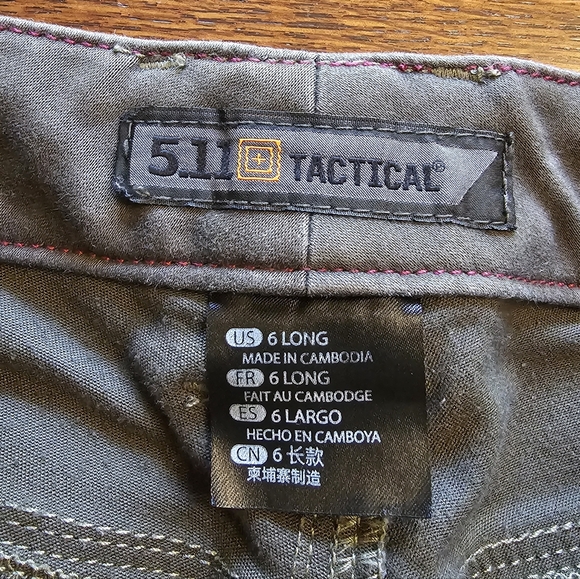 5.11 TACTICAL®
US 6 LONG
MADE IN CAMBODIA
FR 6 LONG
FAIT AU CAMBODGE
ES 6 LARGO
HECHO EN CAMBOYA
CN 6 长款
柬埔寨制造